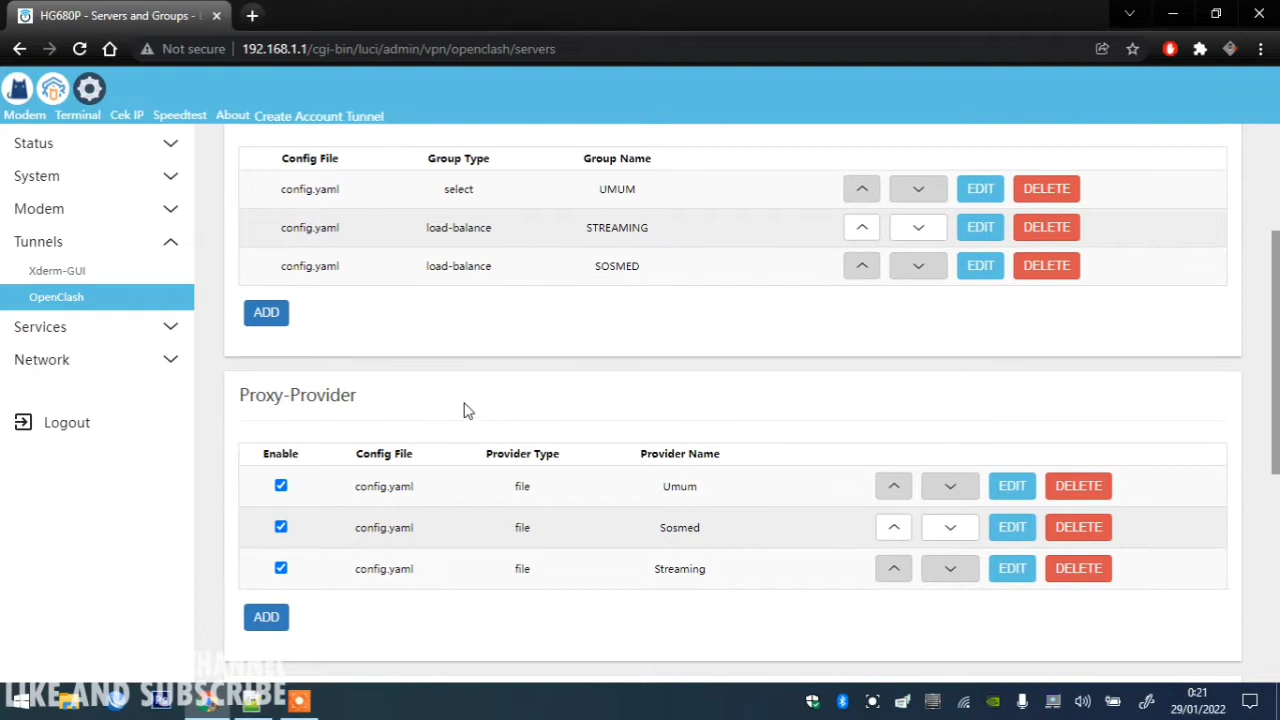 HG680P - Servers and Groups -
Not secure 192.168.1.1/cgi-bin/luci/admin/vpn/openclash/servers
Modem Terminal Cek IP Speedtest About Create Account Tunnel
Status
System
Modem
Tunnels
Xderm-GUI
OpenClash
Services
Network
Logout
Config File Group Type Group Name
config.yaml select UMUM EDIT DELETE
config.yaml load-balance STREAMING EDIT DELETE
config.yaml load-balance SOSMED EDIT DELETE
ADD
Proxy-Provider
Enable Config File Provider Type Provider Name
config.yaml file Umum EDIT DELETE
config.yaml file Sosmed EDIT DELETE
config.yaml file Streaming EDIT DELETE
ADD
CHANNEL
LIKE AND SUBSCRIBE
0:21
29/01/2022